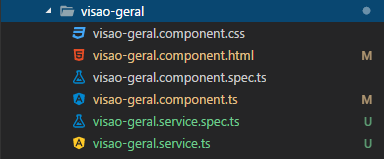 visao-geral
visao-geral.component.css
visao-geral.component.html M
visao-geral.component.spec.ts
visao-geral.component.ts M
visao-geral.service.spec.ts U
visao-geral.service.ts U